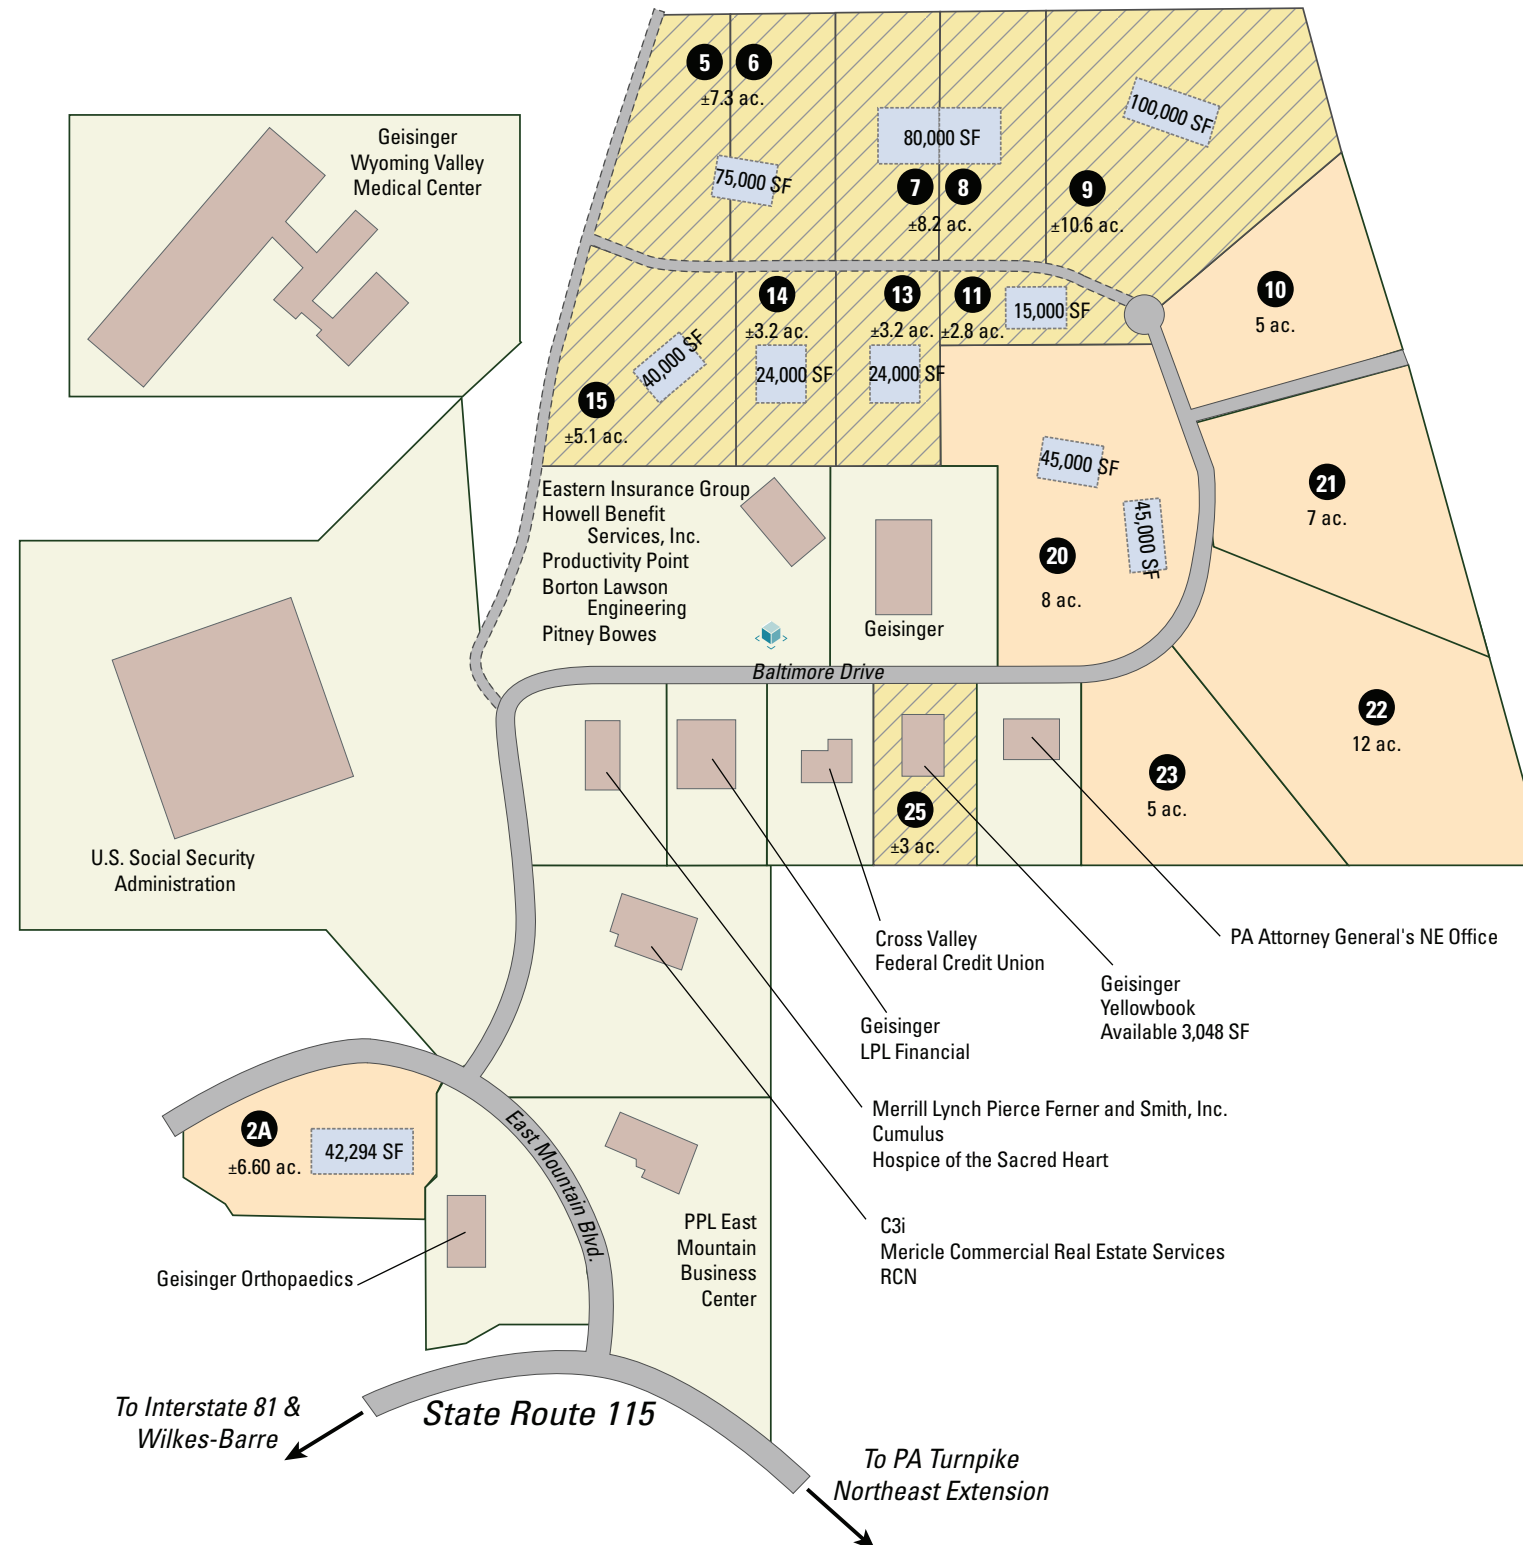 5
6
±7.3 ac.
100,000 SF
80,000 SF
75,000 SF
7
8
±8.2 ac.
9
±10.6 ac.
Geisinger
Wyoming Valley
Medical Center
14
±3.2 ac.
24,000 SF
13
±3.2 ac.
24,000 SF
11
±2.8 ac.
15,000 SF
10
5 ac.
40,000 SF
15
±5.1 ac.
45,000 SF
45,000 SF
20
8 ac.
21
7 ac.
Eastern Insurance Group
Howell Benefit
Services, Inc.
Productivity Point
Borton Lawson
Engineering
Pitney Bowes
Geisinger
Baltimore Drive
22
12 ac.
23
5 ac.
25
±3 ac.
U.S. Social Security
Administration
PA Attorney General's NE Office
Cross Valley
Federal Credit Union
Geisinger
Yellowbook
Available 3,048 SF
Geisinger
LPL Financial
Merrill Lynch Pierce Ferner and Smith, Inc.
Cumulus
Hospice of the Sacred Heart
2A
±6.60 ac.
42,294 SF
East Mountain Blvd.
PPL East
Mountain
Business
Center
C3i
Mericle Commercial Real Estate Services
RCN
Geisinger Orthopaedics
To Interstate 81 &
Wilkes-Barre
State Route 115
To PA Turnpike
Northeast Extension